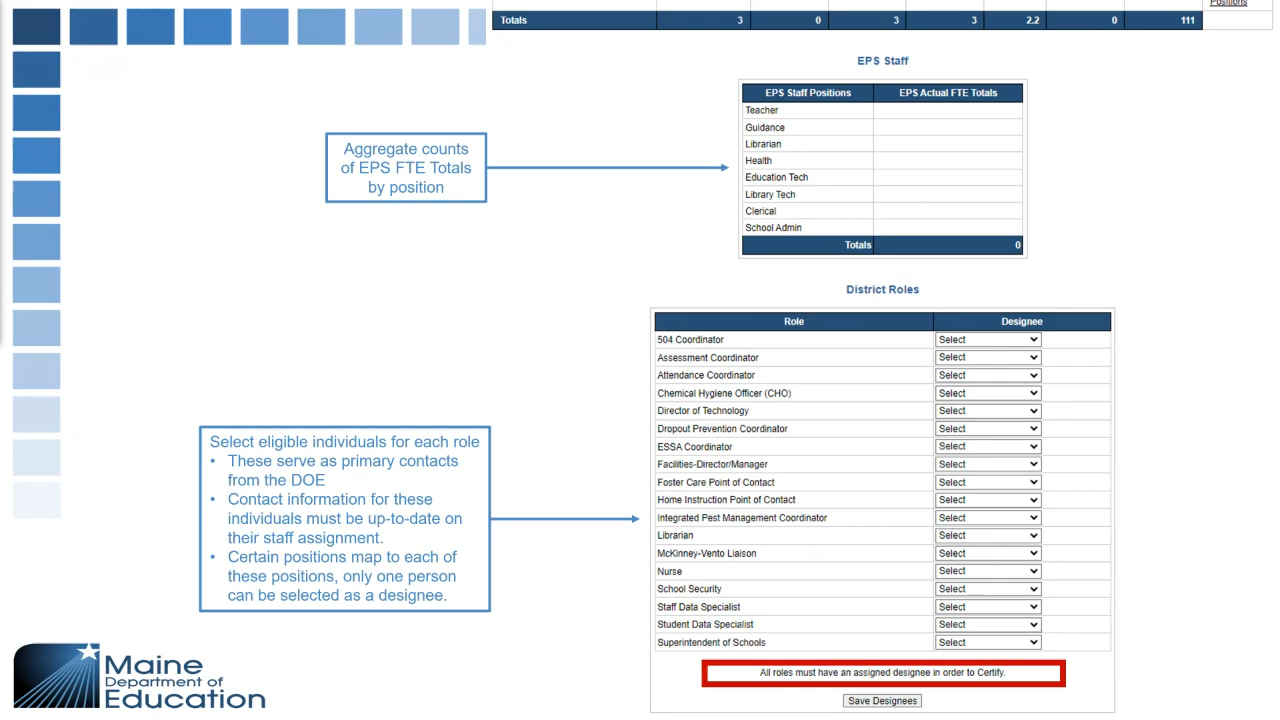 Positions
Totals 3 0 3 3 2.2 0 111
EPS Staff
EPS Staff Positions EPS Actual FTE Totals
Teacher
Guidance
Librarian
Health
Education Tech
Library Tech
Clerical
School Admin
Totals 0
Aggregate counts
of EPS FTE Totals
by position
District Roles
Role Designee
504 Coordinator Select
Assessment Coordinator Select
Attendance Coordinator Select
Chemical Hygiene Officer (CHO) Select
Director of Technology Select
Dropout Prevention Coordinator Select
ESSA Coordinator Select
Facilities-Director/Manager Select
Foster Care Point of Contact Select
Home Instruction Point of Contact Select
Integrated Pest Management Coordinator Select
Librarian Select
McKinney-Vento Liaison Select
Nurse Select
School Security Select
Staff Data Specialist Select
Student Data Specialist Select
Superintendent of Schools Select
All roles must have an assigned designee in order to Certify.
Save Designees
Select eligible individuals for each role
• These serve as primary contacts
from the DOE
• Contact information for these
individuals must be up-to-date on
their staff assignment.
• Certain positions map to each of
these positions, only one person
can be selected as a designee.
Maine
Department of
Education